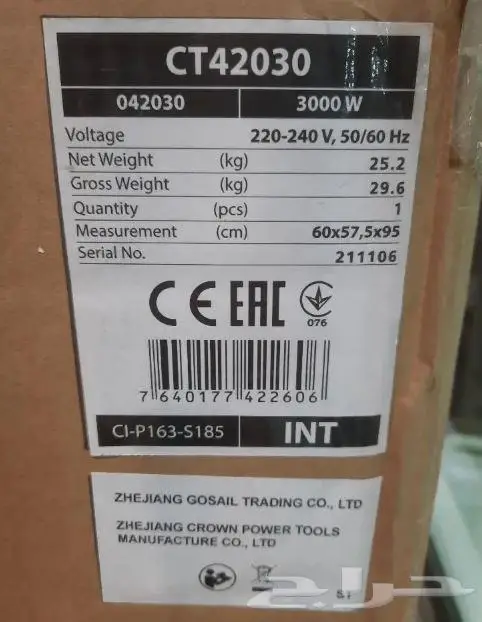 CT42030
042030 3000 W
Voltage 220-240 V, 50/60 Hz
Net Weight (kg) 25.2
Gross Weight (kg) 29.6
Quantity (pcs) 1
Measurement (cm) 60x57,5x95
Serial No. 211106
CE EAC
076
7 640177 422606
CI-P163-S185 INT
ZHEJIANG GOSAIL TRADING CO., LTD
ZHEJIANG CROWN POWER TOOLS
MANUFACTURE CO., LTD
حراج